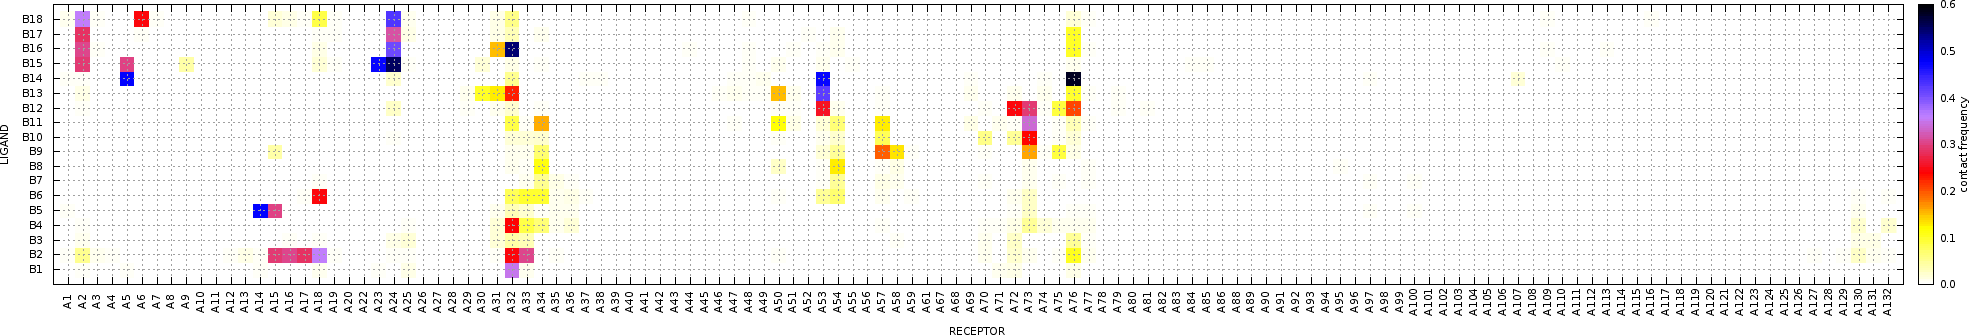 B18
B17
B16
B15
B14
B13
B12
B11
B10
B9
B8
B7
B6
B5
B4
B3
B2
B1
LIGAND
A1 A2 A3 A4 A5 A6 A7 A8 A9 A10 A11 A12 A13 A14 A15 A16 A17 A18 A19 A20 A22 A23 A24 A25 A26 A27 A28 A29 A30 A31 A32 A33 A34 A35 A36 A37 A38 A39 A40 A41 A42 A43 A44 A45 A46 A47 A48 A49 A50 A51 A52 A53 A54 A55 A56 A57 A58 A59 A61 A67 A68 A69 A70 A71 A72 A73 A74 A75 A76 A77 A78 A79 A80 A81 A82 A83 A84 A85 A86 A88 A89 A90 A91 A92 A93 A94 A95 A96 A97 A98 A99 A100 A101 A102 A103 A104 A105 A106 A107 A108 A109 A110 A111 A112 A113 A114 A115 A116 A117 A118 A119 A120 A121 A122 A123 A124 A125 A126 A127 A128 A129 A130 A131 A132
RECEPTOR
0.6
0.5
0.4
0.3
0.2
0.1
0.0
contact frequency